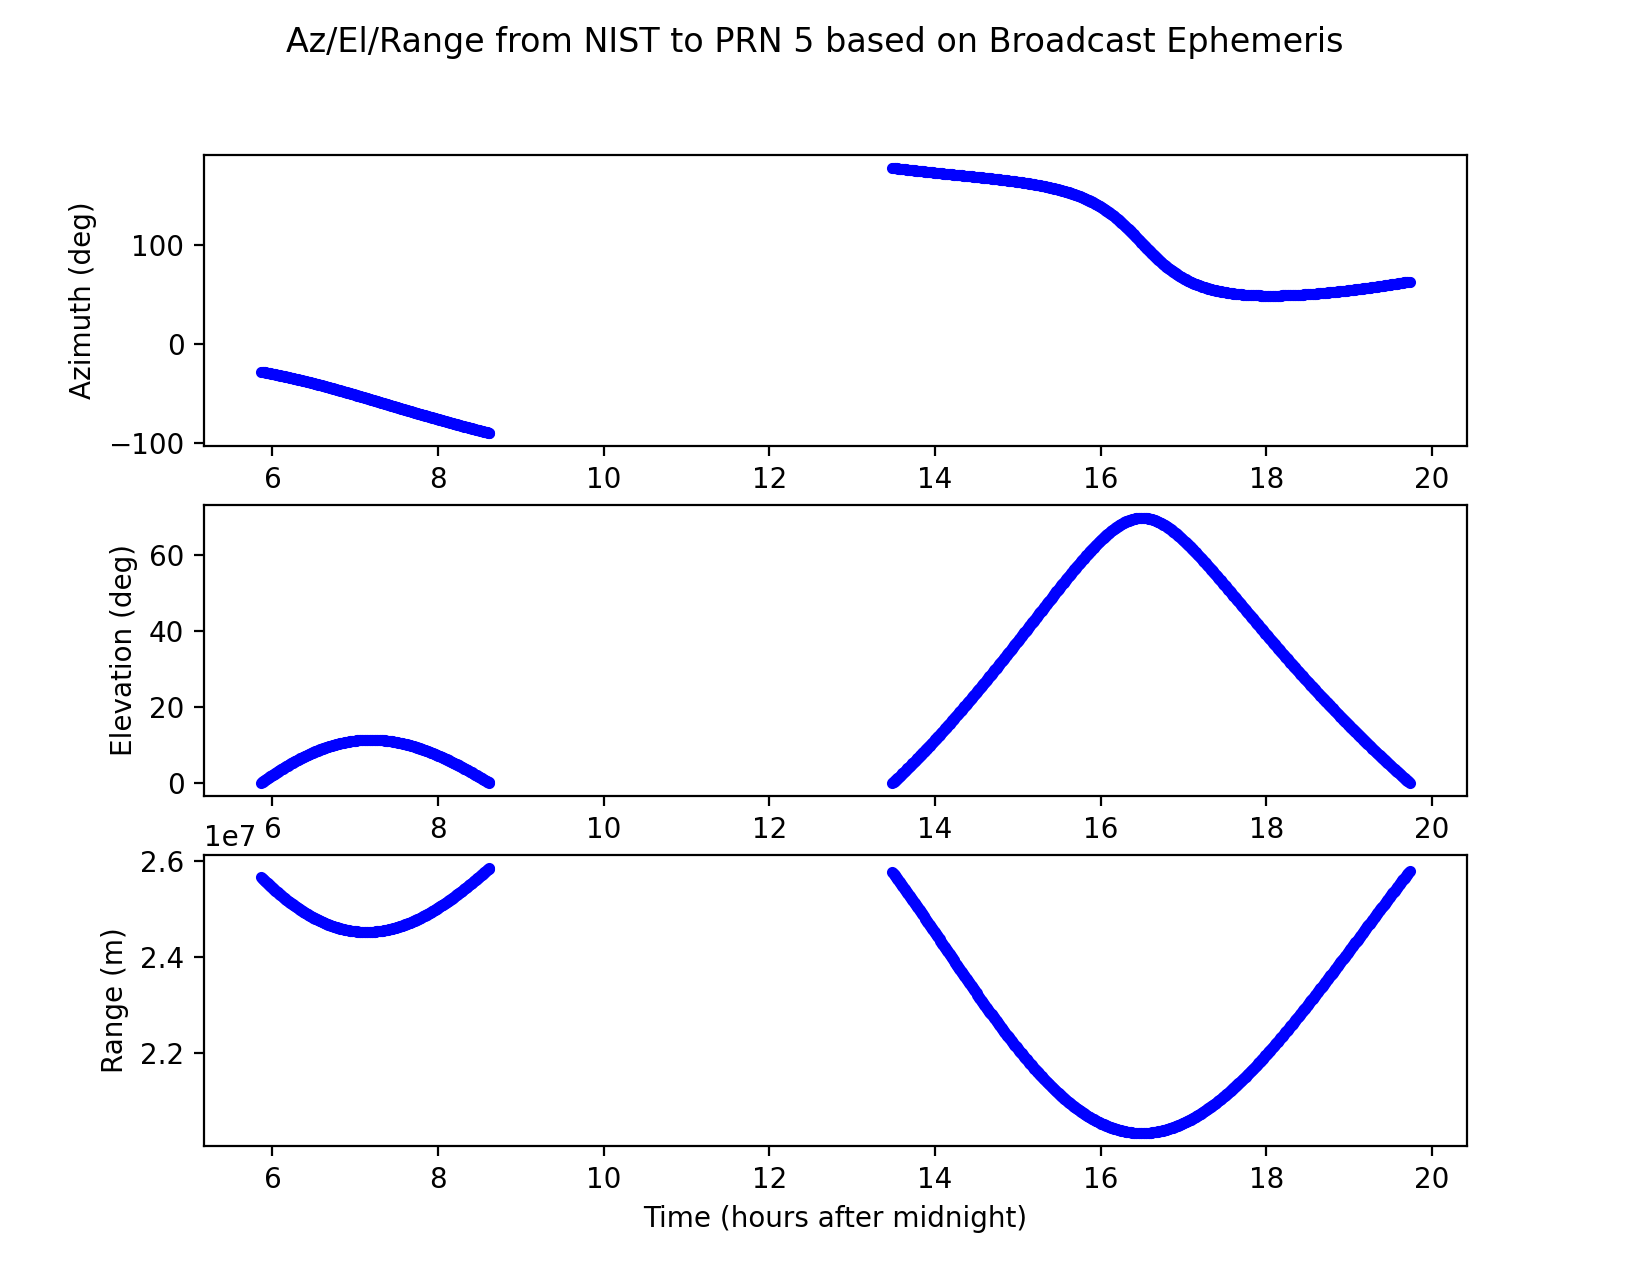 Az/El/Range from NIST to PRN 5 based on Broadcast Ephemeris
Azimuth (deg)
100
0
−100
6 8 10 12 14 16 18 20
Elevation (deg)
60
40
20
0
6 8 10 12 14 16 18 20
1e7
Range (m)
2.6
2.4
2.2
6 8 10 12 14 16 18 20
Time (hours after midnight)